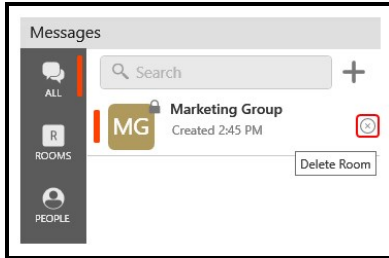 Messages
ALL
Search
+
MG
Marketing Group
Created 2:45 PM
R
ROOMS
Delete Room
PEOPLE